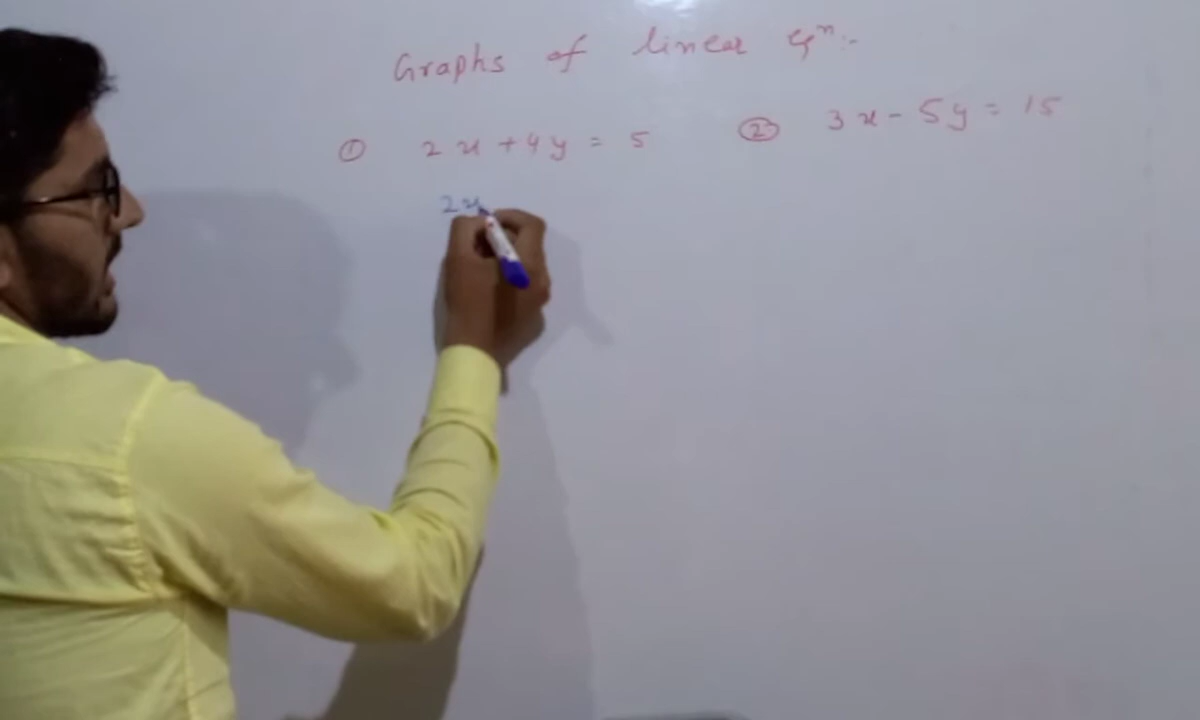 Graphs of linear eqⁿ:-
① 2x + 4y = 5 ② 3x - 5y = 15
2x